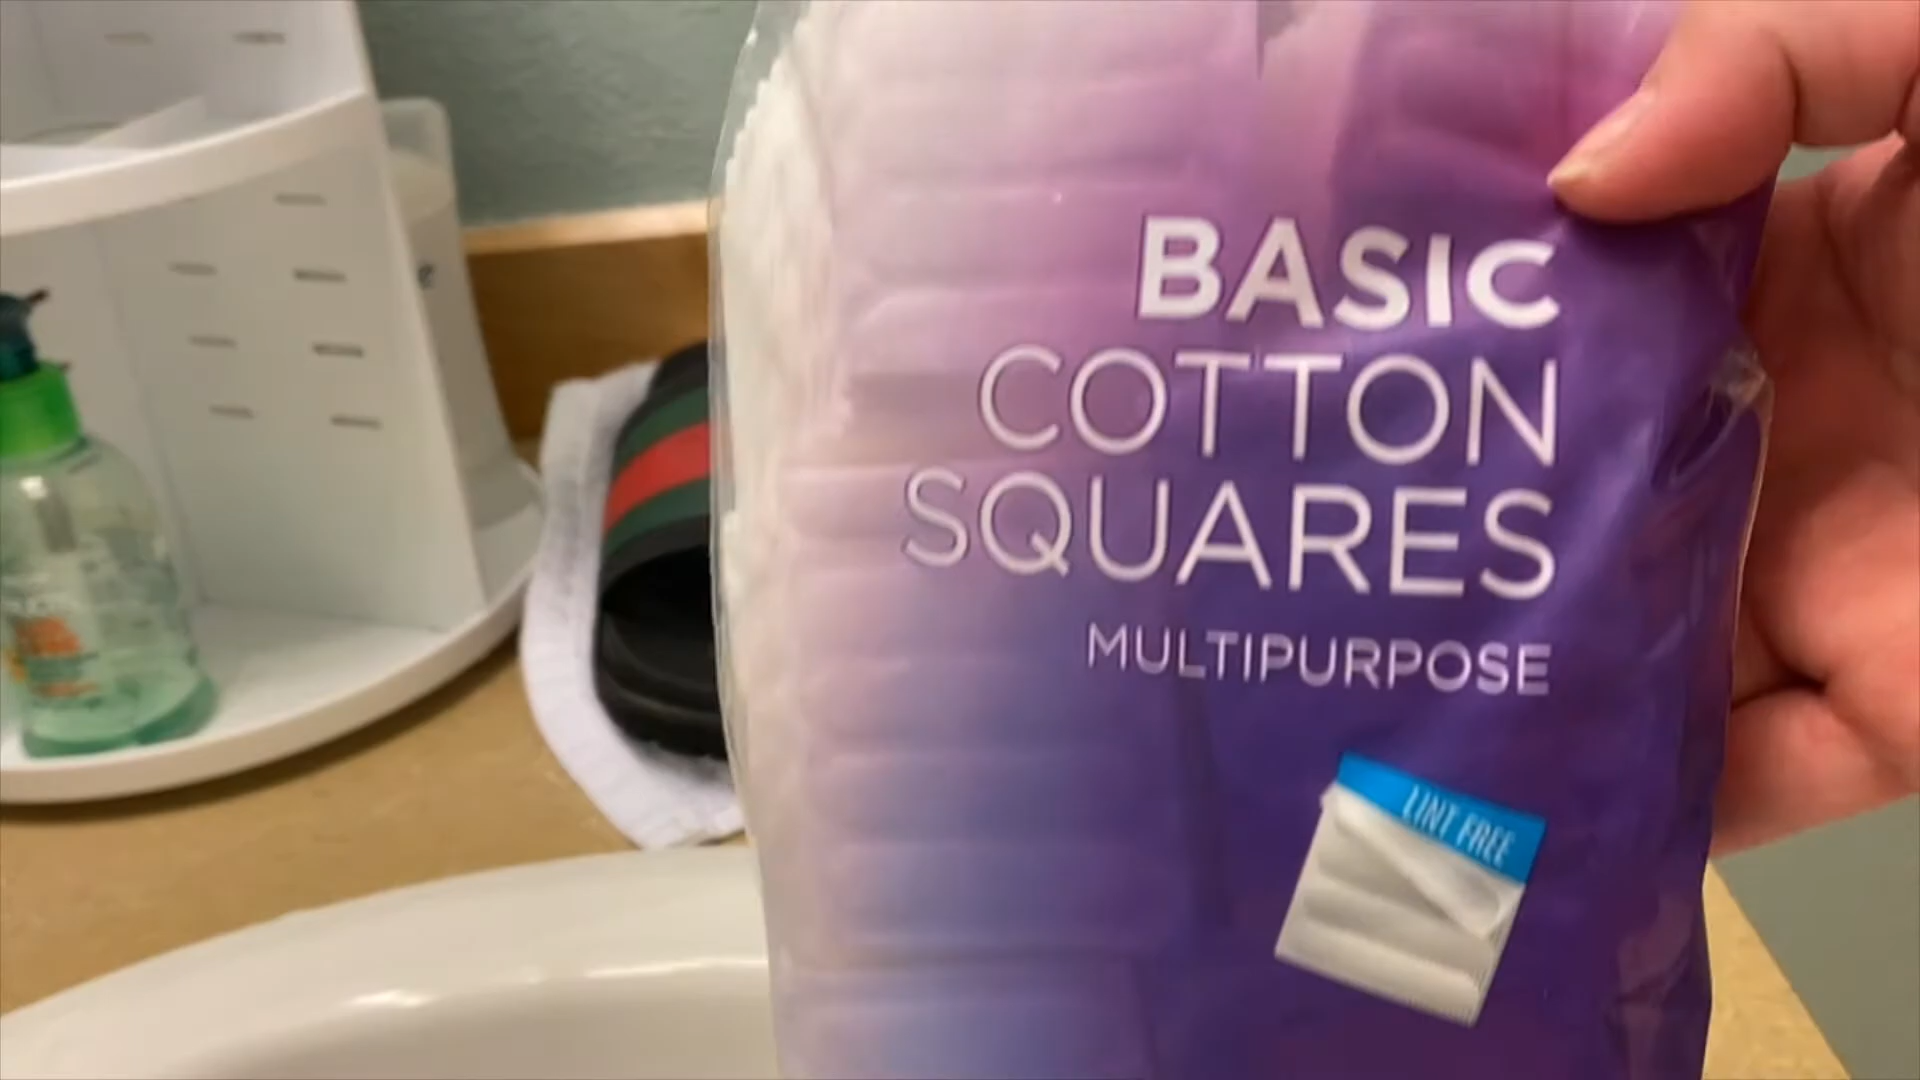 BASIC
COTTON
SQUARES
MULTIPURPOSE
LINT FREE